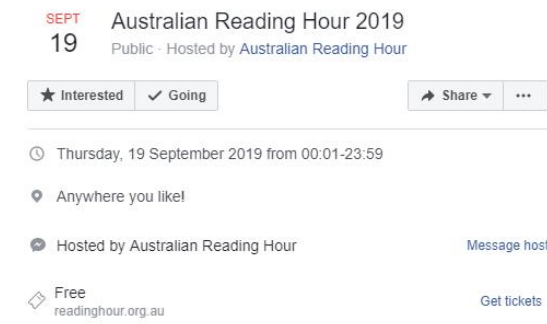 SEPT
19
Australian Reading Hour 2019
Public · Hosted by Australian Reading Hour
Interested
Going
Share
Thursday, 19 September 2019 from 00:01-23:59
Anywhere you like!
Hosted by Australian Reading Hour
Message host
Free
readinghour.org.au
Get tickets